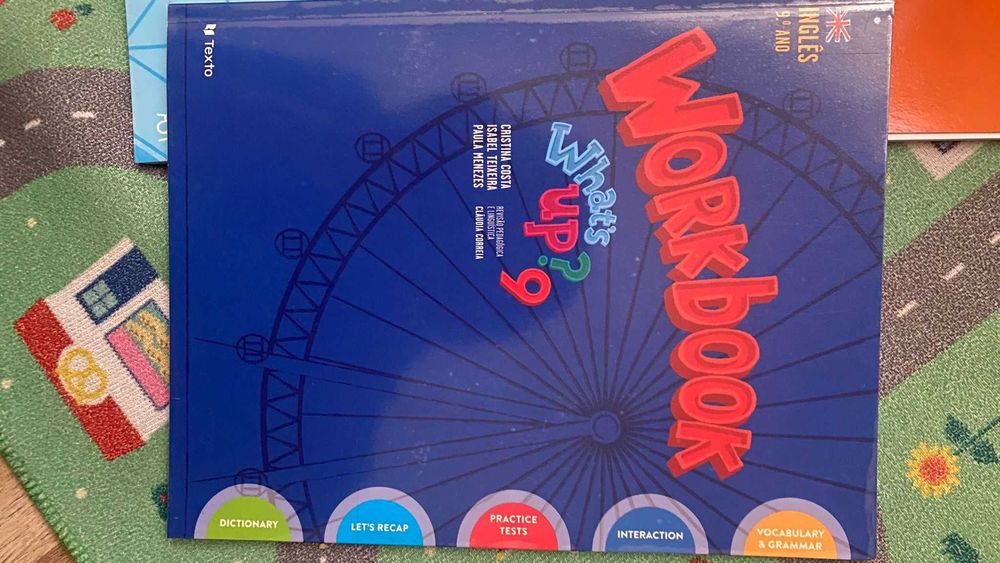 INGLÊS
9.º ANO
WORKBOOK
What's
up?
9
CRISTINA COSTA
ISABEL TEIXEIRA
PAULA MENEZES
REVISÃO PEDAGÓGICA
E LINGUÍSTICA
CLÁUDIA CORREIA
Texto
DICTIONARY
LET'S RECAP
PRACTICE
TESTS
INTERACTION
VOCABULARY
& GRAMMAR